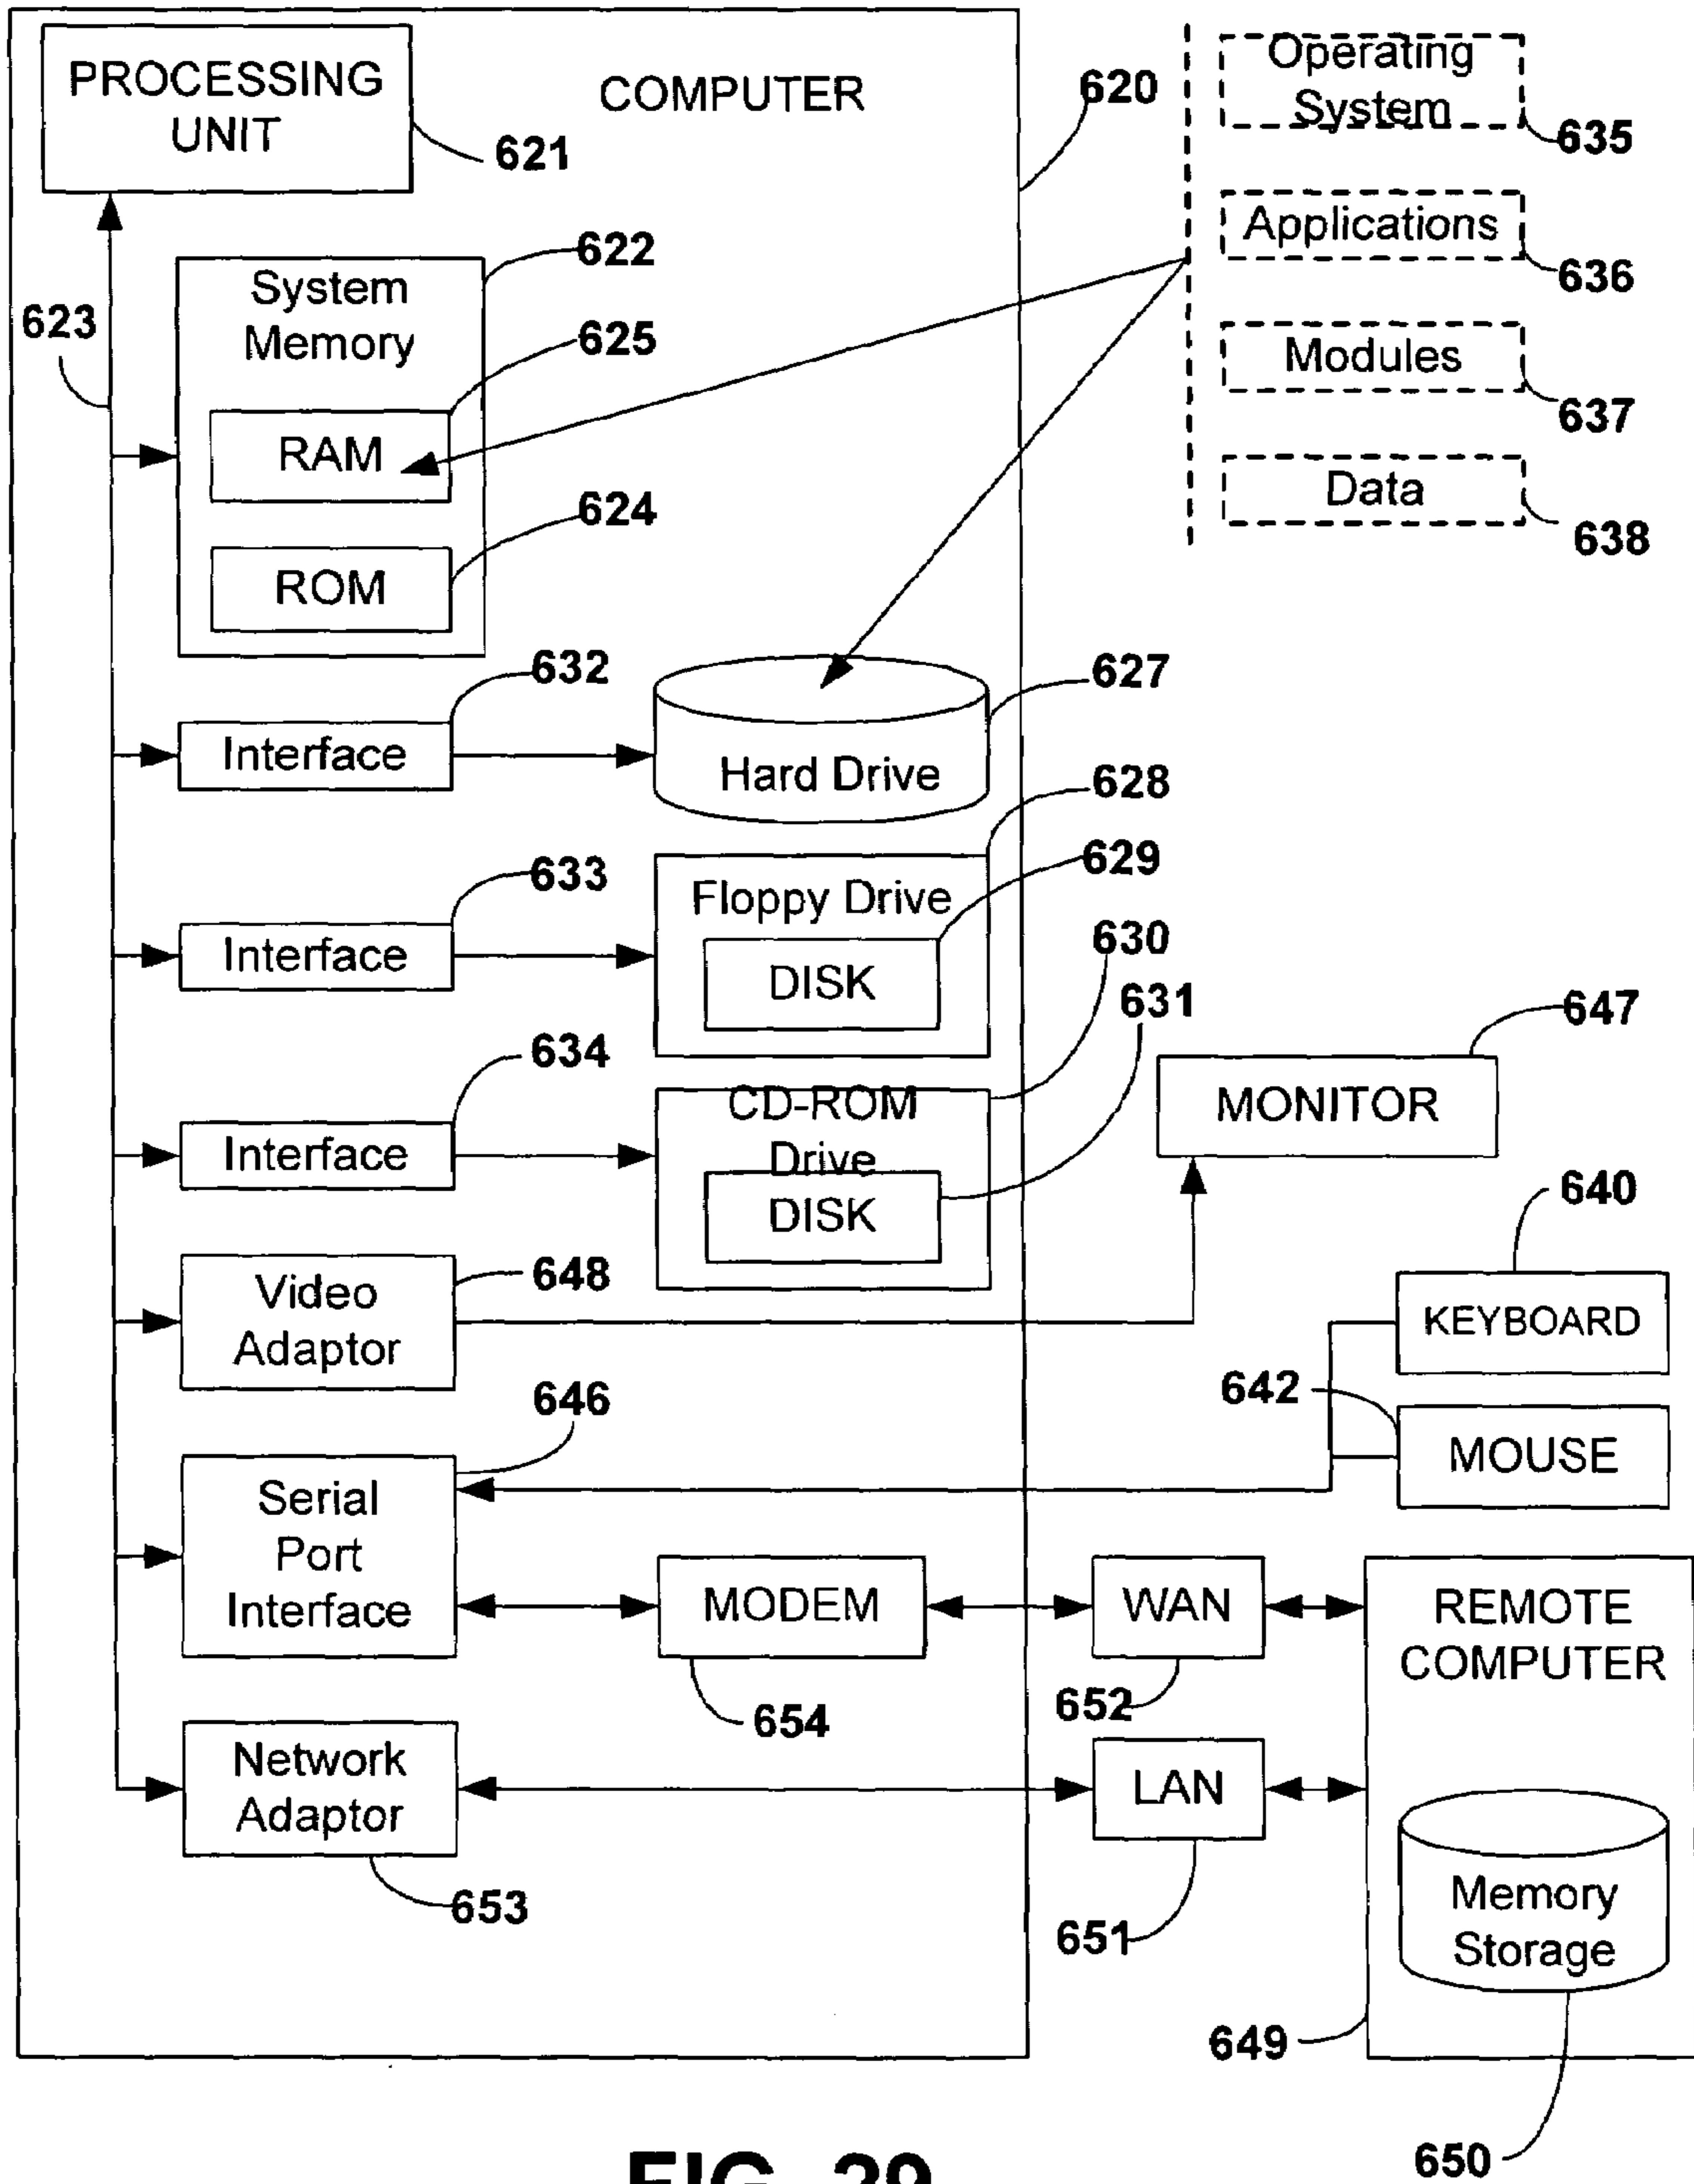 PROCESSING
UNIT
621
COMPUTER
620
Operating
System
635
Applications
636
Modules
637
Data
638
623
System
Memory
622
RAM
625
ROM
624
Interface
632
Hard Drive
627
Interface
633
Floppy Drive
628
DISK
629
Interface
634
CD-ROM
Drive
630
DISK
631
MONITOR
647
Video
Adaptor
648
KEYBOARD
640
MOUSE
642
Serial
Port
Interface
646
MODEM
654
WAN
652
REMOTE
COMPUTER
649
Network
Adaptor
653
LAN
651
Memory
Storage
650
FIG. 29